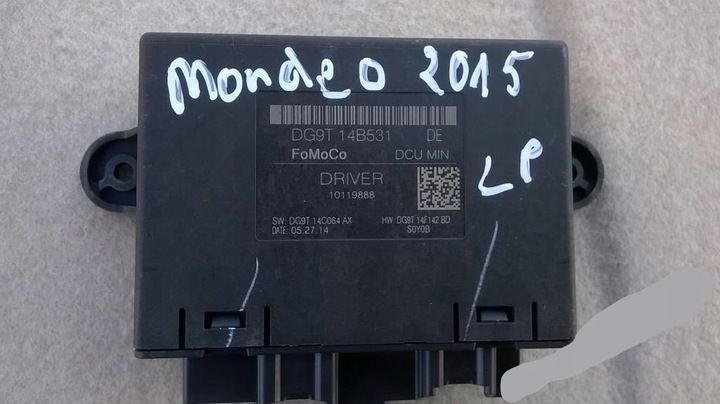 Mondeo 2015
DG9T 14B531 DE
FoMoCo DCU MIN
DRIVER
10119888
LP
SW: DG9T 14C064 AX HW: DG9T 14F142 BD
DATE: 05.27.14 S0Y0B